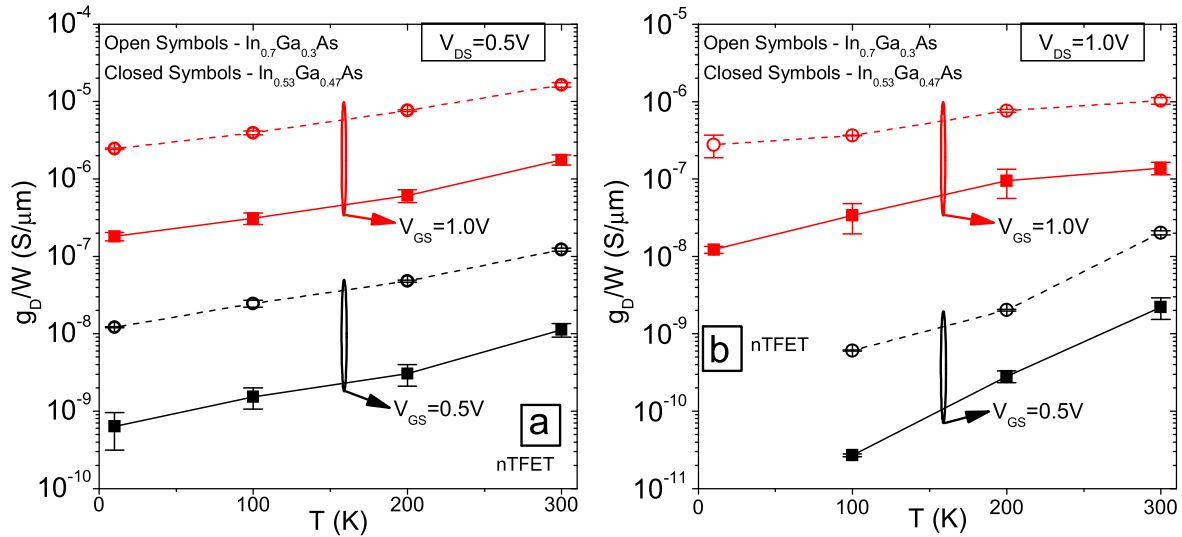 10⁻⁴
Open Symbols - In₀.₇Ga₀.₃As
Closed Symbols - In₀.₅₃Ga₀.₄₇As
V_DS=0.5V
10⁻⁵
10⁻⁶
10⁻⁷
10⁻⁸
10⁻⁹
10⁻¹⁰
g_D/W (S/μm)
V_GS=1.0V
V_GS=0.5V
a
nTFET
0 100 200 300
T (K)
10⁻⁵
Open Symbols - In₀.₇Ga₀.₃As
Closed Symbols - In₀.₅₃Ga₀.₄₇As
V_DS=1.0V
10⁻⁶
10⁻⁷
10⁻⁸
10⁻⁹
10⁻¹⁰
10⁻¹¹
g_D/W (S/μm)
V_GS=1.0V
b nTFET
V_GS=0.5V
0 100 200 300
T (K)